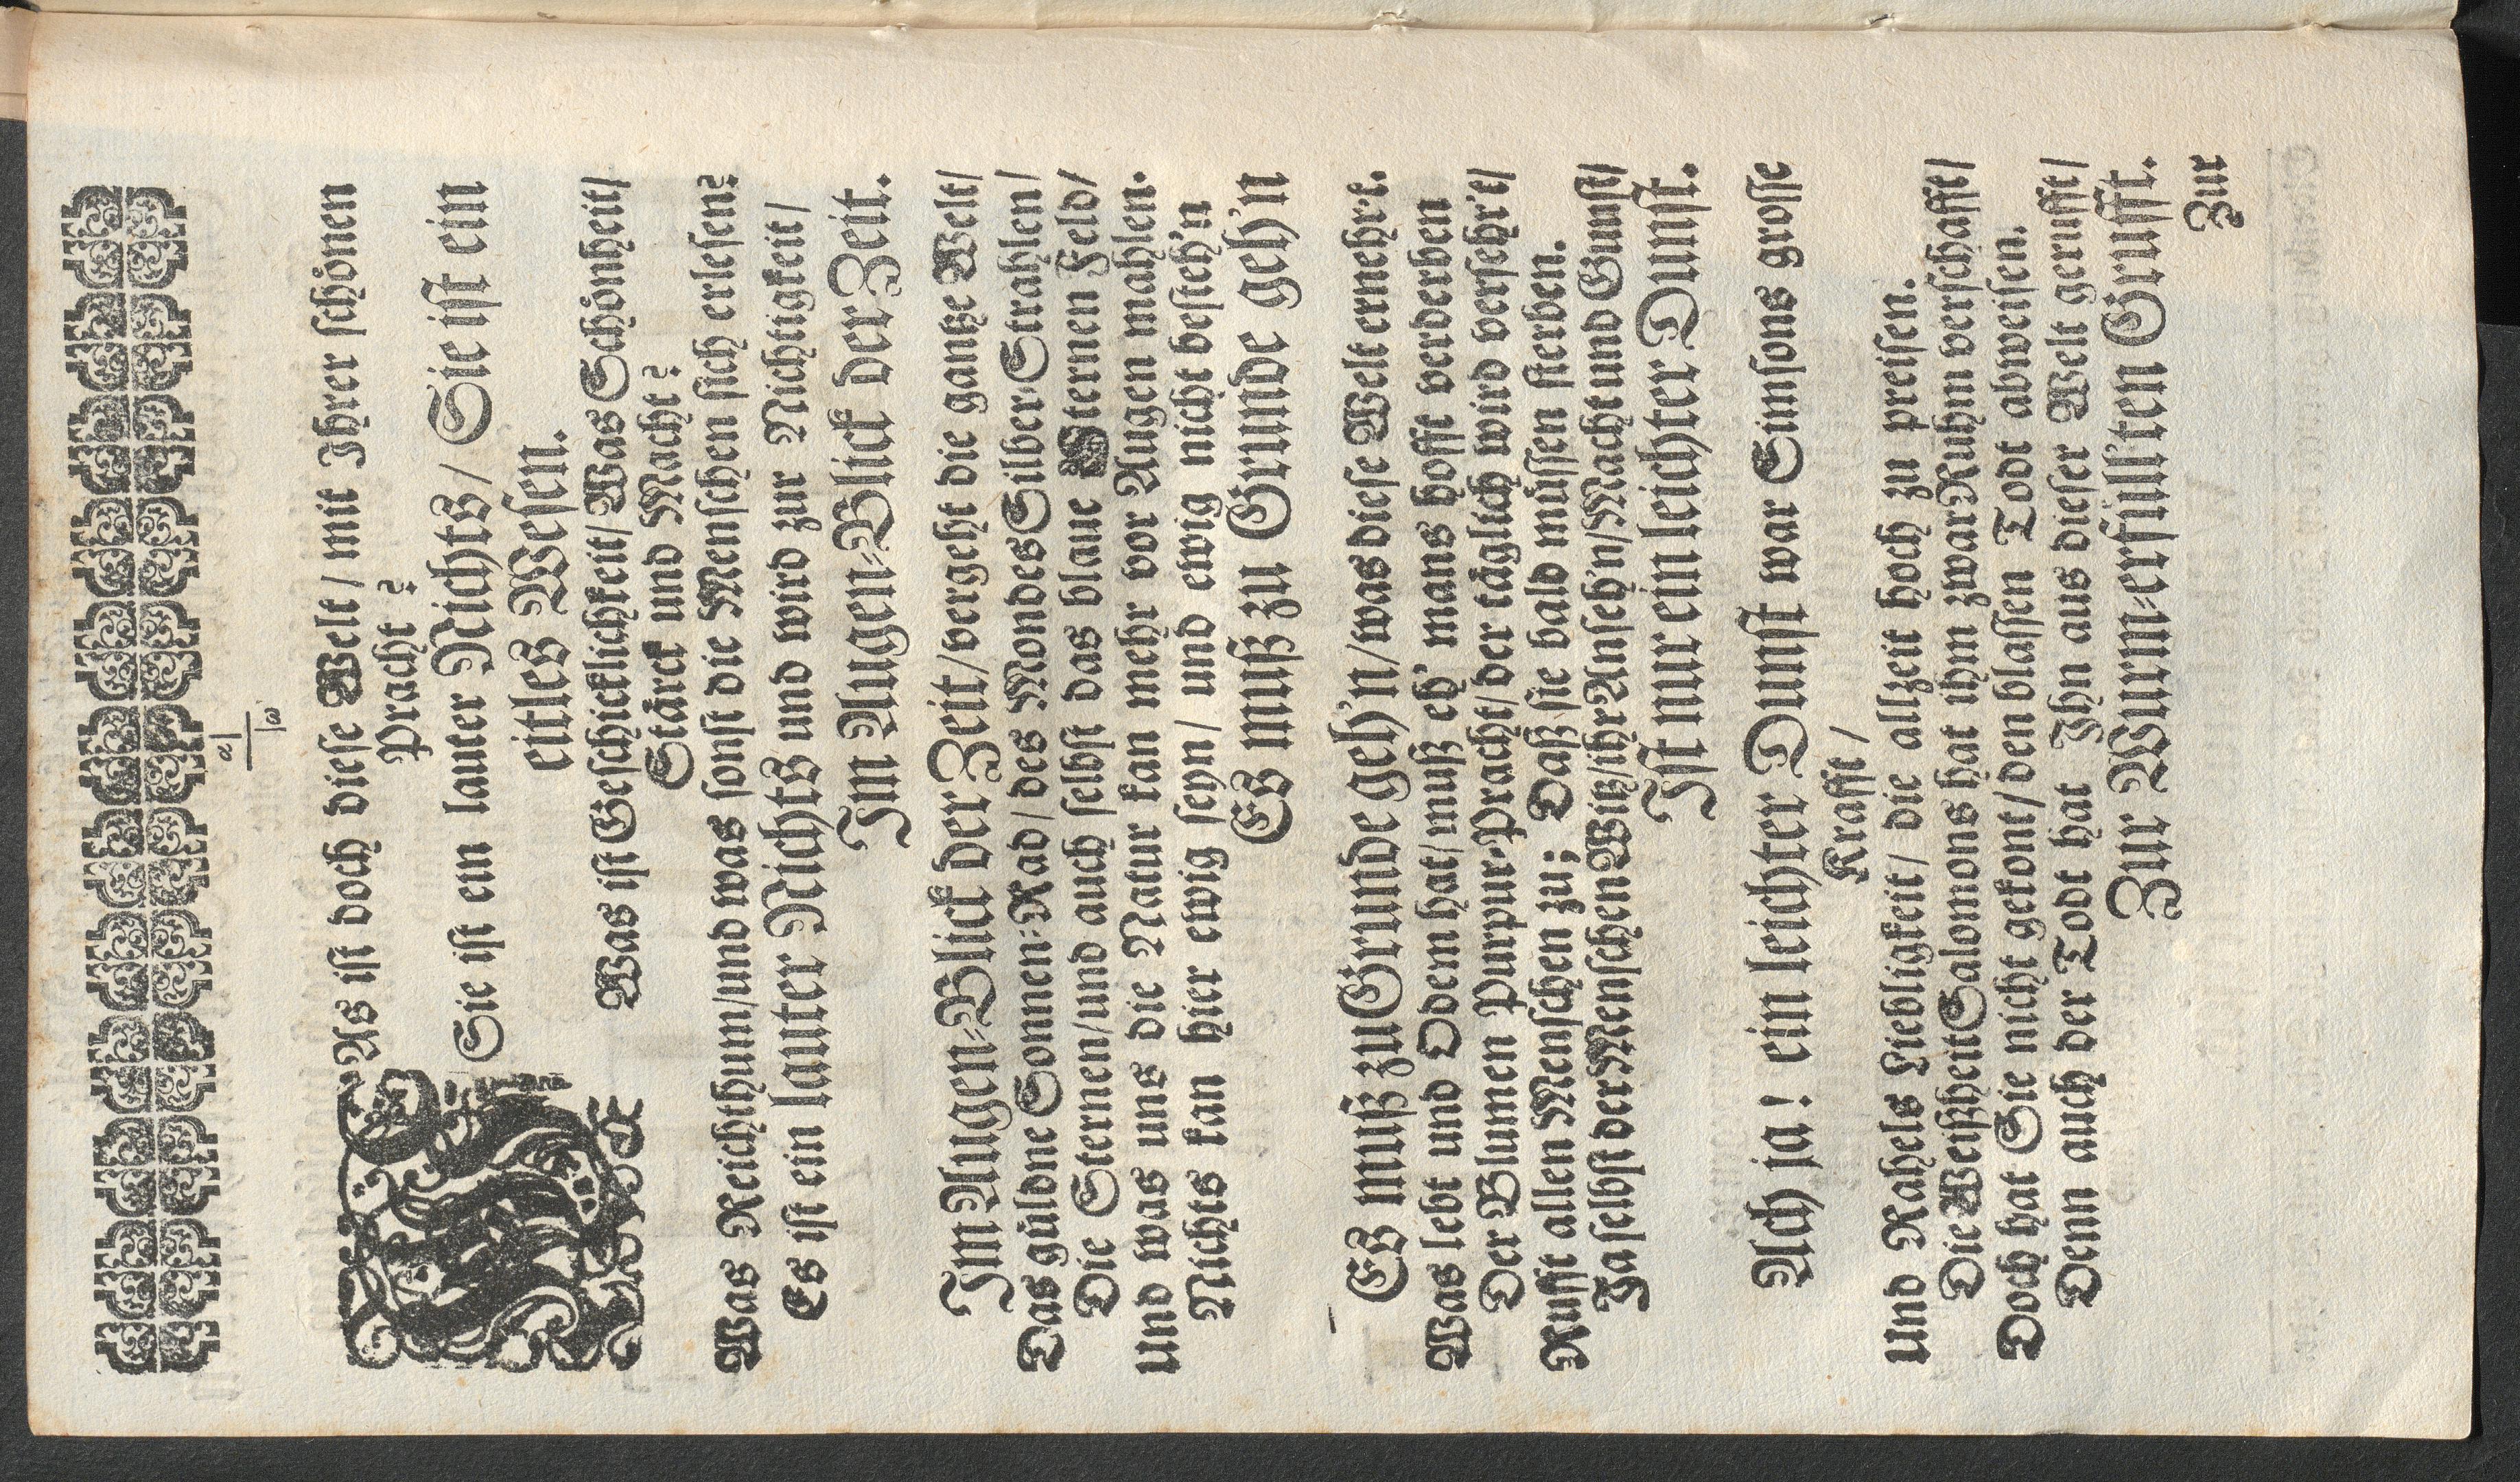 WAs ist doch diese Welt / mit Ihrer schönen
Pracht?
Sie ist ein lauter Nichts / Sie ist ein
eitles Wesen.
Was ist Geschicklichkeit / Was Schönheit /
Stärck und Macht?
Was Reichthum / und was sonst die Menschen sich erlesen?
Es ist ein lauter Nichts und wird zur Nichtigkeit /
Im Augen-Blick der Zeit.
Im Augen-Blick der Zeit / vergeht die gantze Welt /
Das güldne Sonnen-Rad / des Mondes Silber-Strahlen /
Die Sternen / und auch selbst das blaue Sternen Feld /
Und was uns die Natur kan mehr vor Augen mahlen.
Nichts kan hier ewig seyn / und ewig nicht besteh'n
Es muß zu Grunde geh'n
Es muß zu Grunde geh'n / was diese Welt ernehr't.
Was lebt und Odem hat / muß eh' mans hofft verderben
Der Blumen Purpur-Pracht / der täglich wird versehr't /
Rufft allen Menschen zu; Daß sie bald müssen sterben.
Ja selbst der Menschen Witz / ihr Anseh'n / Macht und Gunst /
Ist nur ein leichter Dunst.
Ach ja! ein leichter Dunst war Simsons grosse
Krafft /
Und Rahels Liebligkeit / die allzeit hoch zu preisen.
Die Weißheit Salomons hat ihm zwar Ruhm verschafft /
Doch hat Sie nicht gekont / den blassen Todt abweisen.
Denn auch der Todt hat Ihn aus dieser Welt gerufft /
Zur Wurm-erfüll'ten Grufft.
Zur